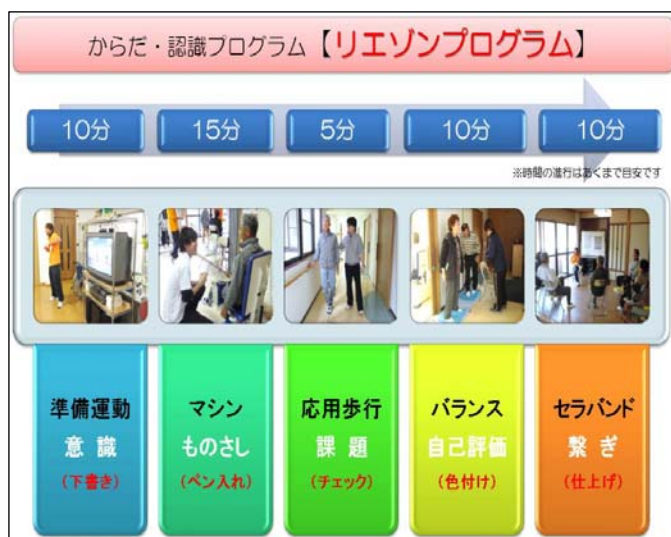 からだ・認識プログラム【リエゾンプログラム】
10分
15分
5分
10分
10分
※時間の進行はあくまで目安です
準備運動
意 識
(下書き)
マシン
ものさし
(ペン入れ)
応用歩行
課 題
(チェック)
バランス
自己評価
(色付け)
セラバンド
繋 ぎ
(仕上げ)